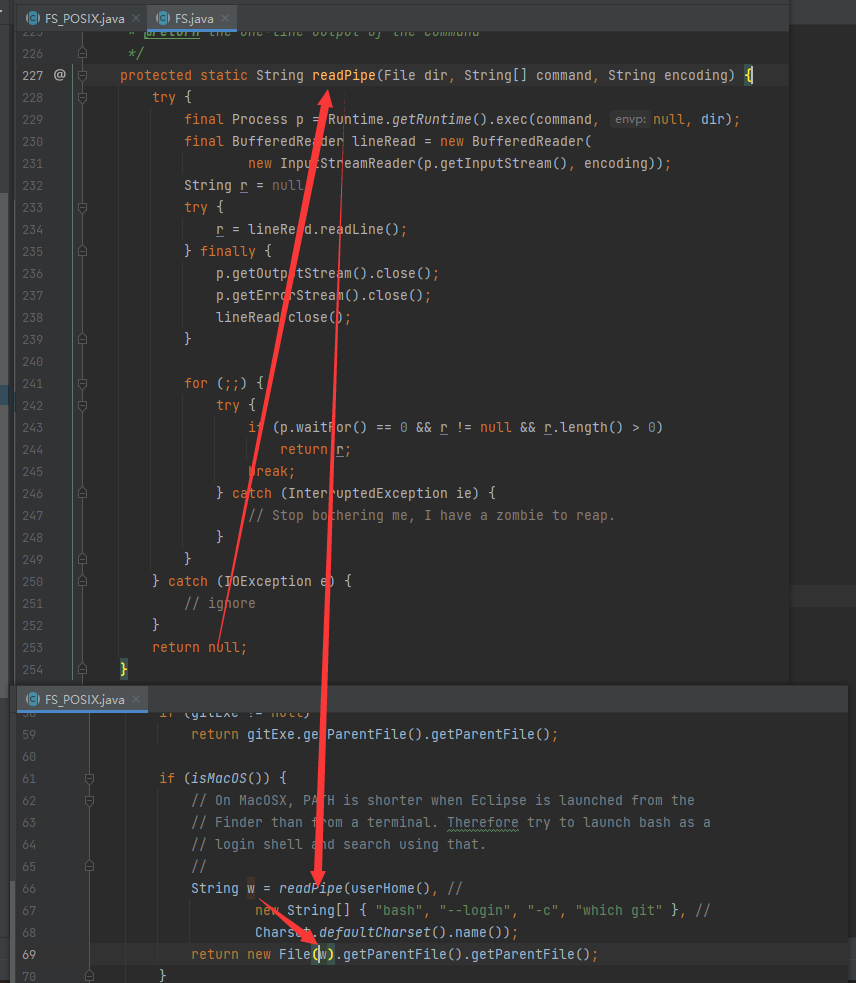 FS_POSIX.java FS.java
225 * @return the one-line output of the command
226 */
227 @ protected static String readPipe(File dir, String[] command, String encoding) {
228 try {
229 final Process p = Runtime.getRuntime().exec(command, envp: null, dir);
230 final BufferedReader lineRead = new BufferedReader(
231 new InputStreamReader(p.getInputStream(), encoding));
232 String r = null
233 try {
234 r = lineRead.readLine();
235 } finally {
236 p.getOutputStream().close();
237 p.getErrorStream().close();
238 lineRead.close();
239 }
240
241 for (;;) {
242 try {
243 if (p.waitFor() == 0 && r != null && r.length() > 0)
244 return r;
245 break;
246 } catch (InterruptedException ie) {
247 // Stop bothering me, I have a zombie to reap.
248 }
249 }
250 } catch (IOException e) {
251 // ignore
252 }
253 return null;
254 }
FS_POSIX.java
58 if (gitExe != null)
59 return gitExe.getParentFile().getParentFile();
60
61 if (isMacOS()) {
62 // On MacOSX, PATH is shorter when Eclipse is launched from the
63 // Finder than from a terminal. Therefore try to launch bash as a
64 // login shell and search using that.
65 //
66 String w = readPipe(userHome(), //
67 new String[] { "bash", "--login", "-c", "which git" }, //
68 Charset.defaultCharset().name());
69 return new File(w).getParentFile().getParentFile();
70 }